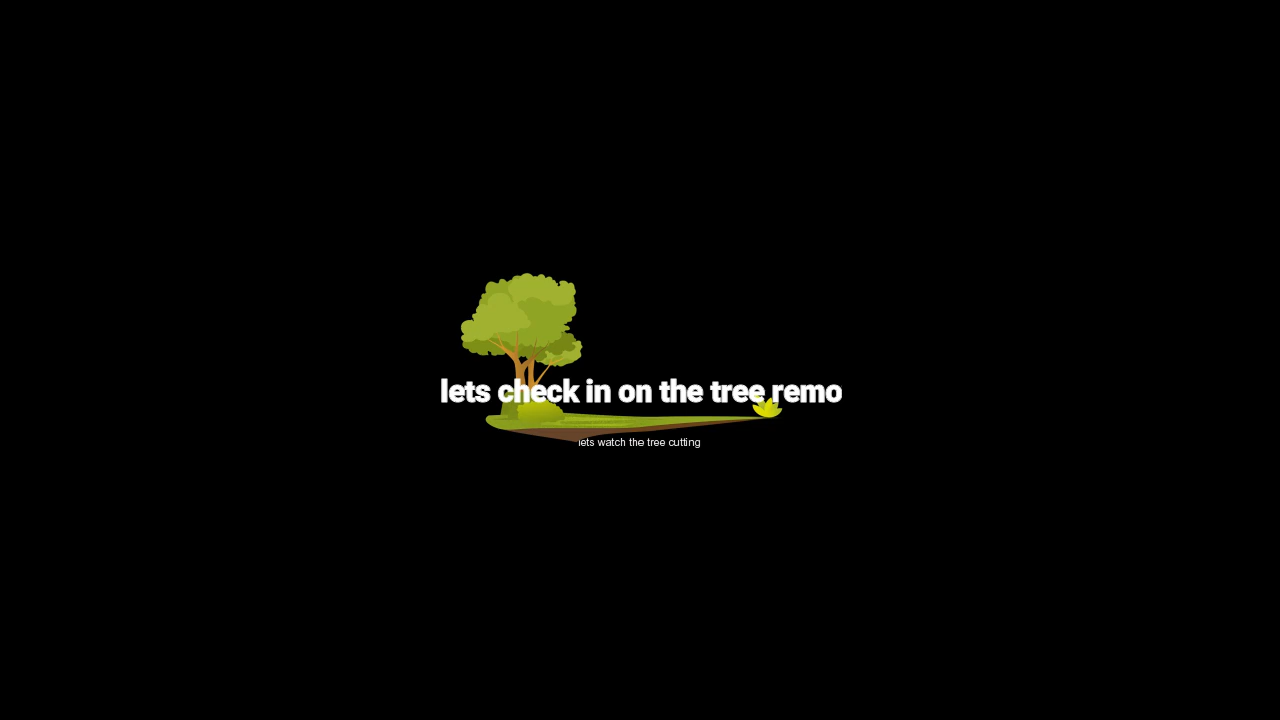 lets check in on the tree remo
lets watch the tree cutting